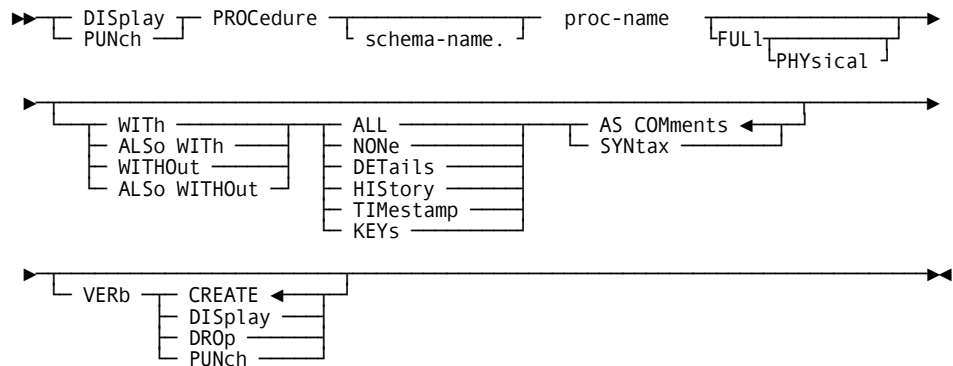 DISplay PROCedure proc-name
PUNch schema-name. FULl
PHYsical
WITh ALL AS COMments
ALSo WITh NONe SYNtax
WITHOut DETails
ALSo WITHOut HIStory
TIMestamp
KEYs
VERb CREATE
DISplay
DROp
PUNch